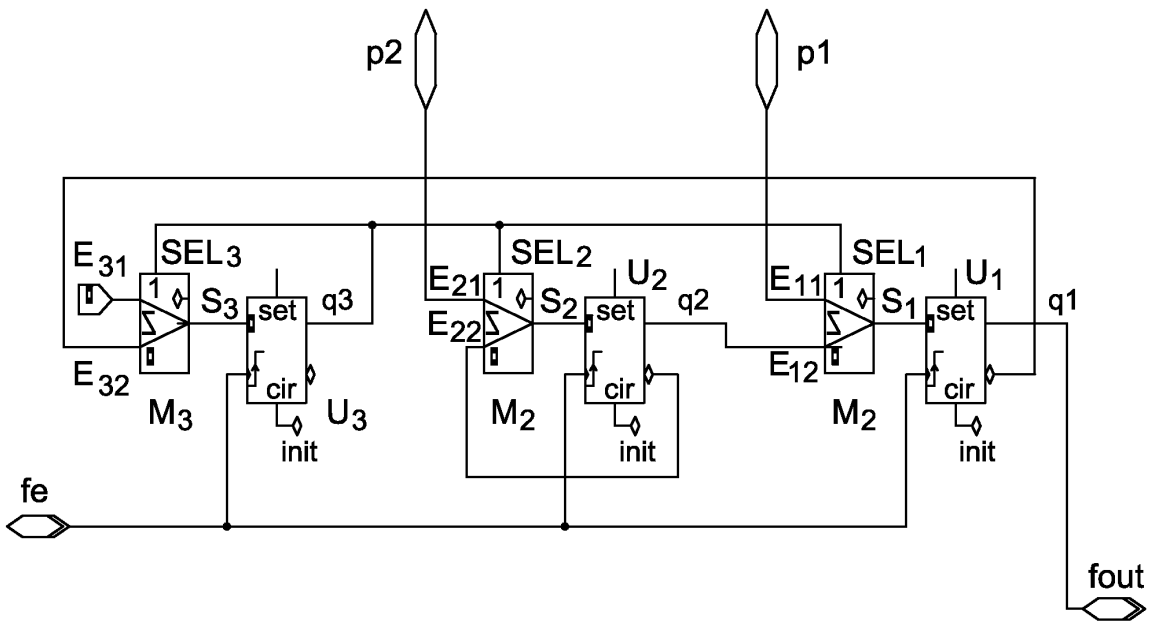 p2
p1
E31
SEL3
SEL2
SEL1
1
S3
set
q3
E21
1
S2
U2
set
q2
E11
1
S1
U1
set
q1
Σ
E22
Σ
Σ
E32
cir
E12
cir
cir
M3
U3
M2
M2
init
init
init
fe
fout